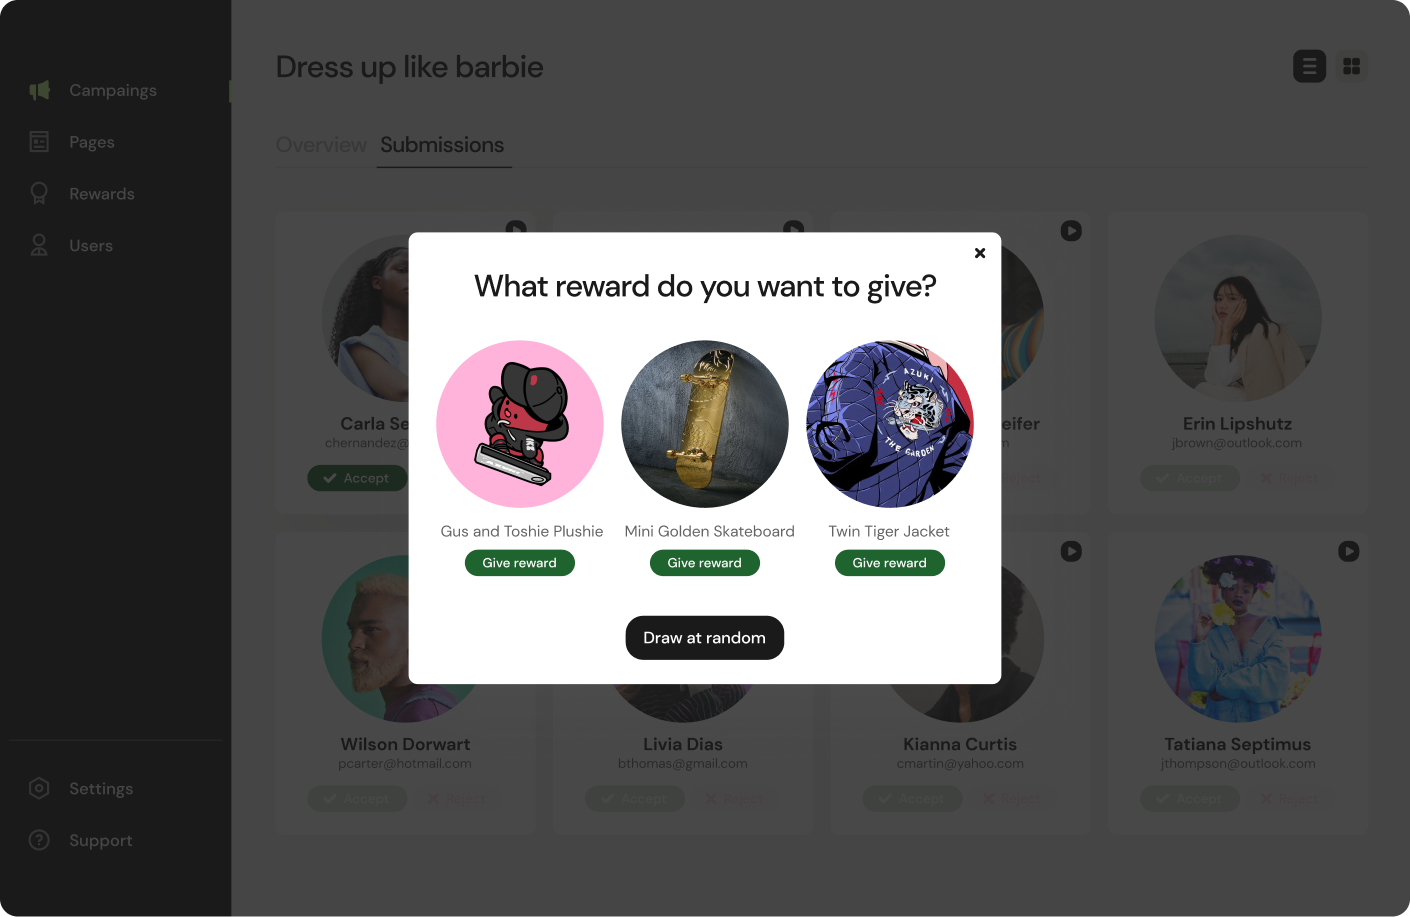 Campaings
Pages
Rewards
Users
Settings
Support
Dress up like barbie
Overview Submissions
What reward do you want to give?
AZUKI
THE GARDEN
Gus and Toshie Plushie
Give reward
Mini Golden Skateboard
Give reward
Twin Tiger Jacket
Give reward
Draw at random
Carla
Accept
Erin Lipshutz
jbrown@outlook.com
Accept Reject
Wilson Dorwart
pcarter@hotmail.com
Accept Reject
Livia Dias
bthomas@gmail.com
Accept Reject
Kianna Curtis
cmartin@yahoo.com
Accept Reject
Tatiana Septimus
jthompson@outlook.com
Accept Reject